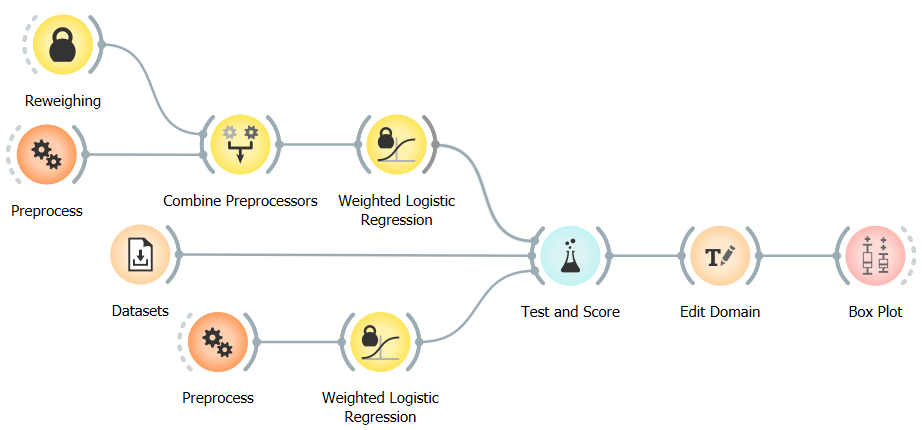 Reweighing
Preprocess
Combine Preprocessors
Weighted Logistic
Regression
Datasets
Test and Score
Edit Domain
Box Plot
Preprocess
Weighted Logistic
Regression